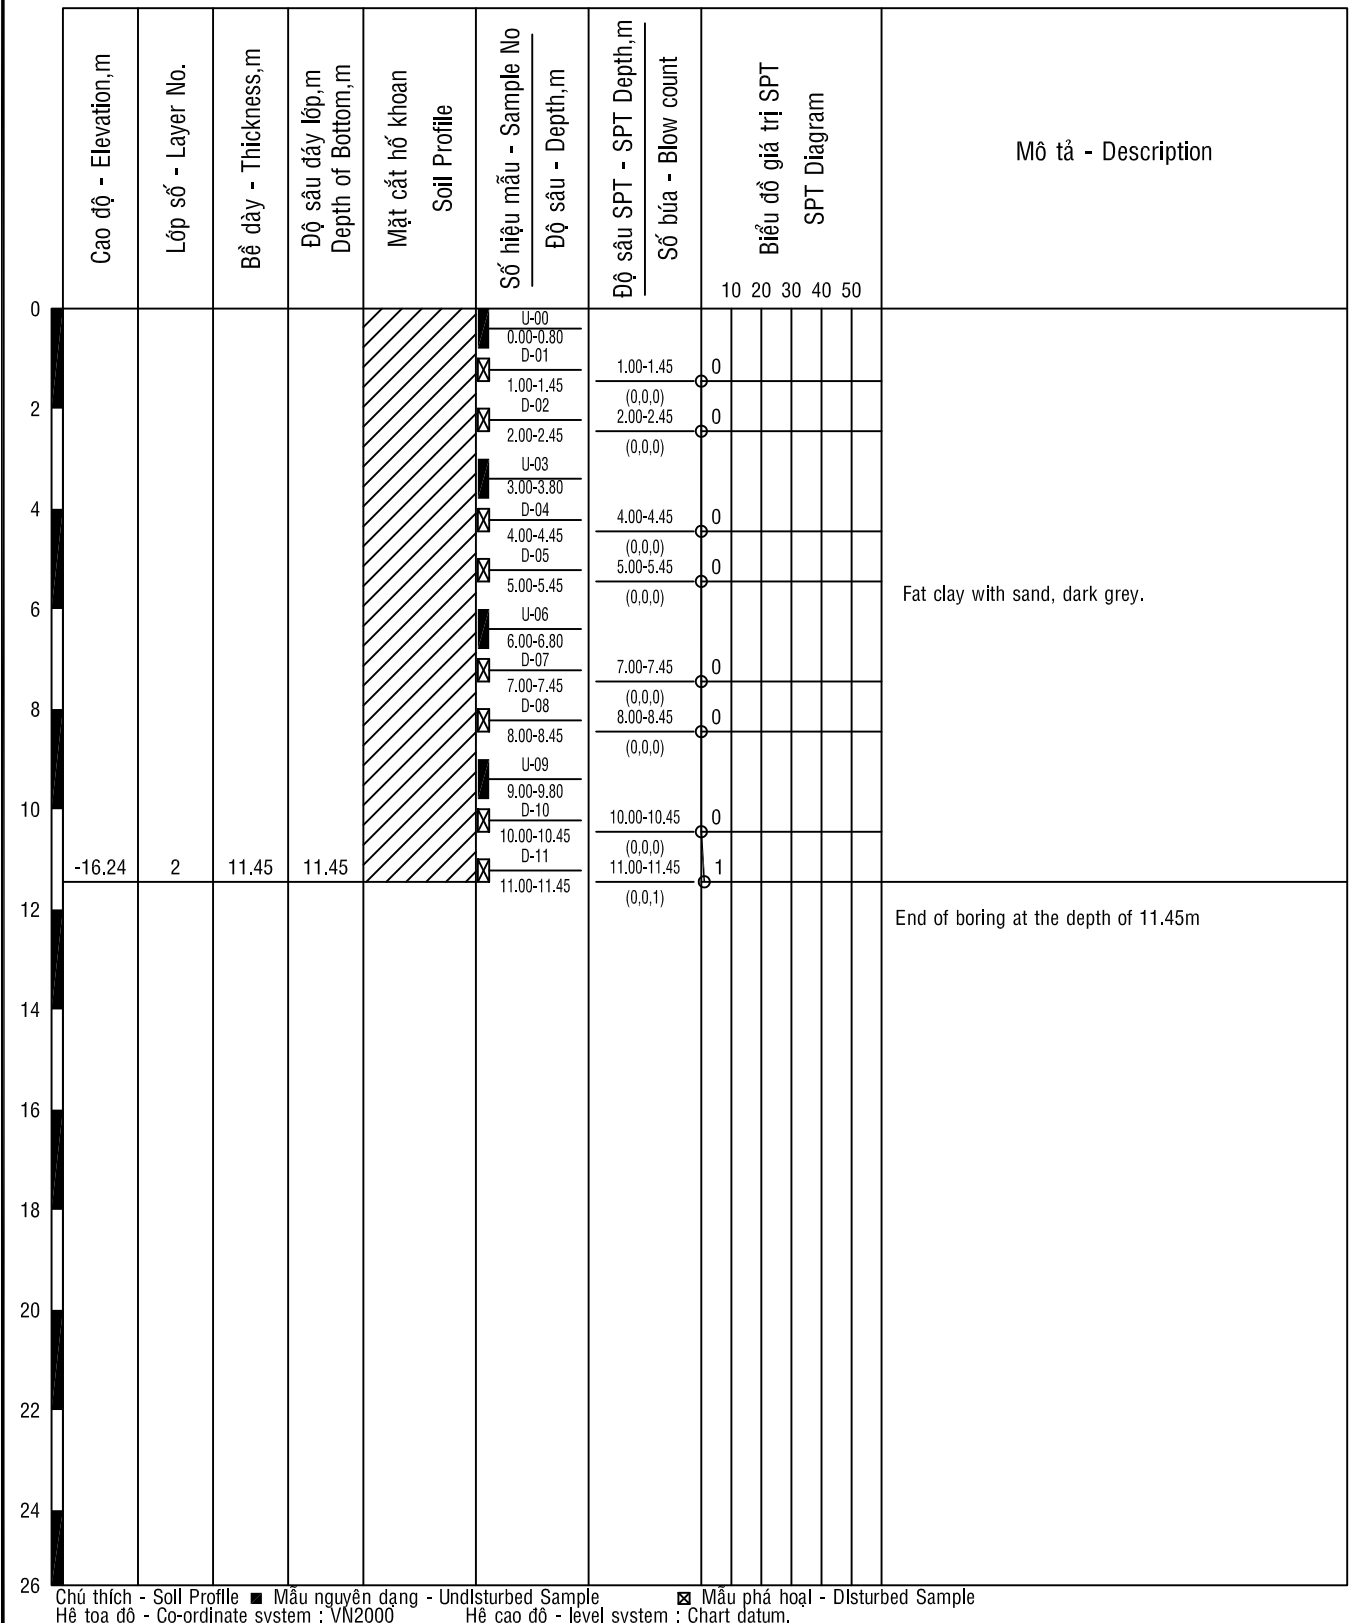 Cao độ - Elevation,m
Lớp số - Layer No.
Bề dày - Thickness,m
Độ sâu đáy lớp,m
Depth of Bottom,m
Mặt cắt hố khoan
Soil Profile
Số hiệu mẫu - Sample No
Độ sâu - Depth,m
Độ sâu SPT - SPT Depth,m
Số búa - Blow count
Biểu đồ giá trị SPT
SPT Diagram
10 20 30 40 50
Mô tả - Description
0
U-00
0.00-0.80
D-01
1.00-1.45
1.00-1.45 0
(0,0,0)
2
D-02
2.00-2.45
2.00-2.45 0
(0,0,0)
U-03
3.00-3.80
4
D-04
4.00-4.45
4.00-4.45 0
(0,0,0)
D-05
5.00-5.45
5.00-5.45 0
(0,0,0)
Fat clay with sand, dark grey.
6
U-06
6.00-6.80
D-07
7.00-7.45
7.00-7.45 0
(0,0,0)
8
D-08
8.00-8.45
8.00-8.45 0
(0,0,0)
U-09
9.00-9.80
10
D-10
10.00-10.45
10.00-10.45 0
(0,0,0)
-16.24 2 11.45 11.45
D-11
11.00-11.45
11.00-11.45 1
(0,0,1)
12
End of boring at the depth of 11.45m
14
16
18
20
22
24
26
Chú thích - Soil Profile Mẫu nguyên dạng - Undisturbed Sample Mẫu phá hoại - Disturbed Sample
Hệ tọa độ - Co-ordinate system : VN2000 Hệ cao độ - level system : Chart datum.